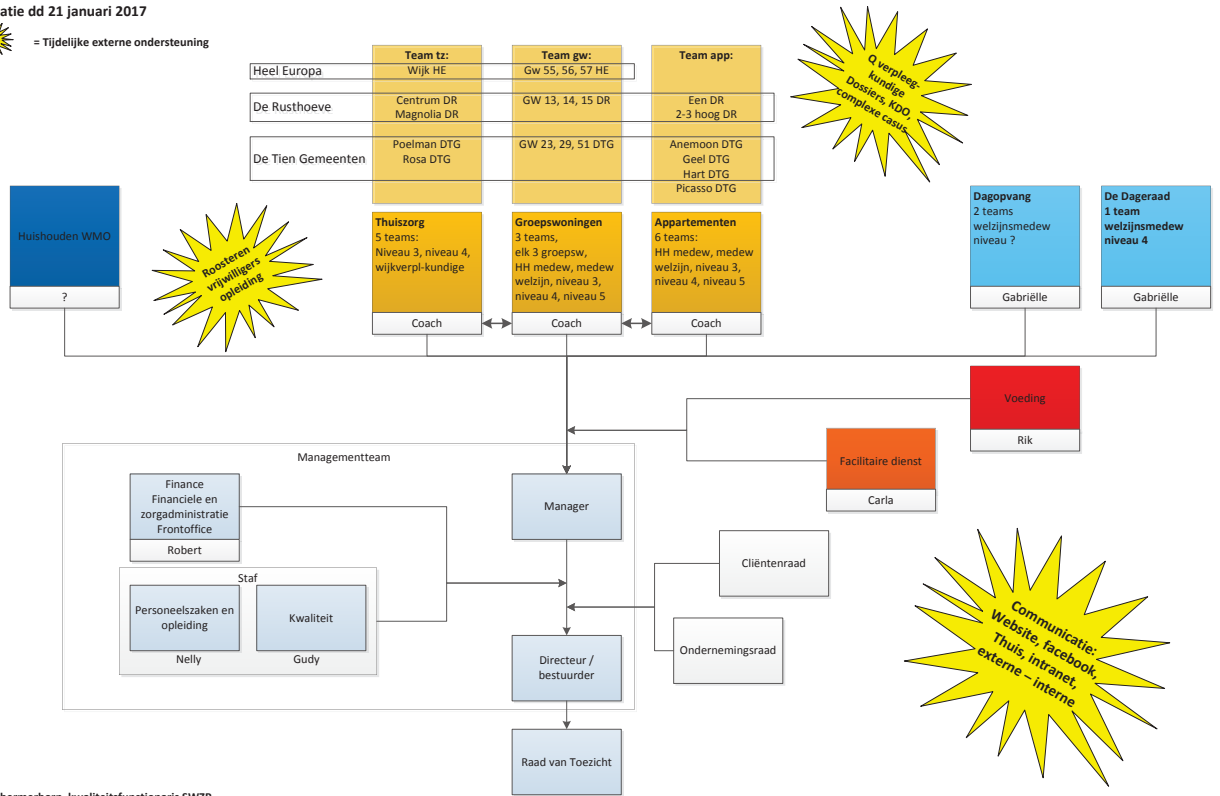 atie dd 21 januari 2017
= Tijdelijke externe ondersteuning
Team tz:
Team gw:
Team app:
Heel Europa
Wijk HE
Gw 55, 56, 57 HE
De Rusthoeve
Centrum DR
Magnolia DR
GW 13, 14, 15 DR
Een DR
2-3 hoog DR
De Tien Gemeenten
Poelman DTG
Rosa DTG
GW 23, 29, 51 DTG
Anemoon DTG
Geel DTG
Hart DTG
Picasso DTG
Q verpleeg-
kundige
Dossiers, KDO,
complexe casus
Huishouden WMO
?
Roosteren
vrijwilligers
opleiding
Thuiszorg
5 teams:
Niveau 3, niveau 4,
wijkverpl-kundige
Coach
Groepswoningen
3 teams,
elk 3 groepsw,
HH medew, medew
welzijn, niveau 3,
niveau 4, niveau 5
Coach
Appartementen
6 teams:
HH medew, medew
welzijn, niveau 3,
niveau 4, niveau 5
Coach
Dagopvang
2 teams
welzijnsmedew
niveau ?
Gabriëlle
De Dageraad
1 team
welzijnsmedew
niveau 4
Gabriëlle
Voeding
Rik
Facilitaire dienst
Carla
Managementteam
Finance
Financiele en
zorgadministratie
Frontoffice
Robert
Manager
Staf
Personeelszaken en
opleiding
Nelly
Kwaliteit
Gudy
Cliëntenraad
Ondernemingsraad
Directeur /
bestuurder
Raad van Toezicht
Communicatie:
Website, facebook,
Thuis, intranet,
externe – interne